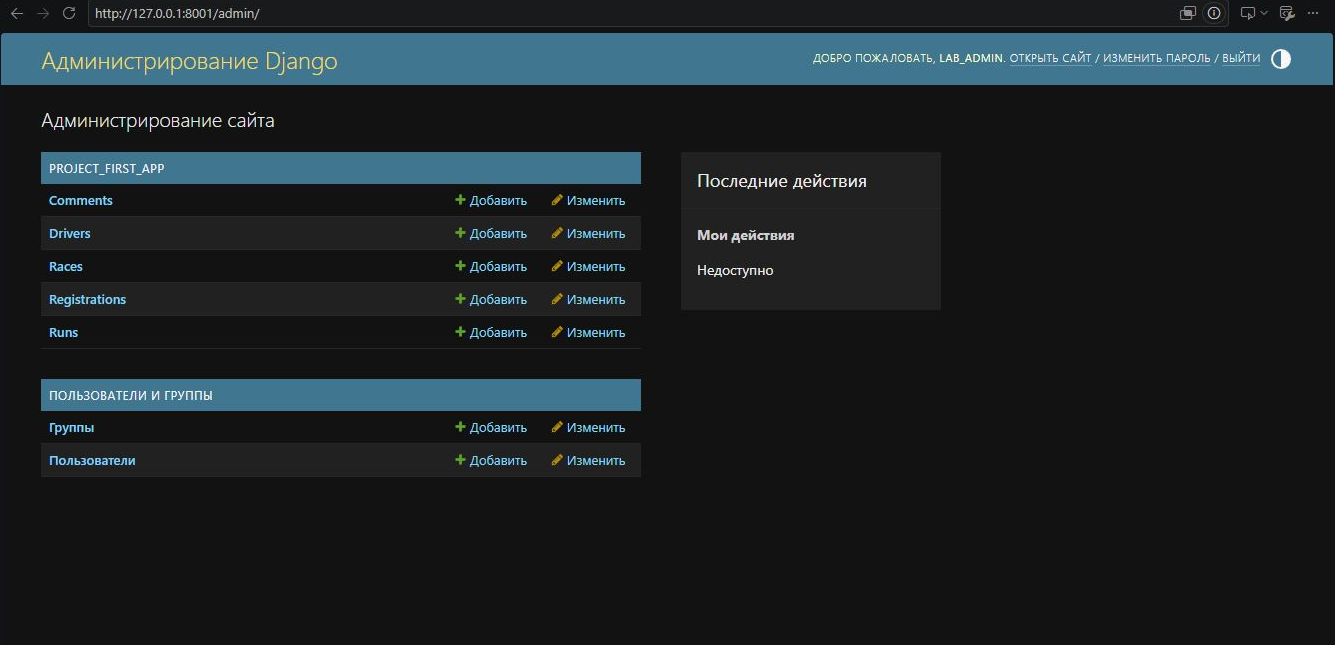 http://127.0.0.1:8001/admin/
Администрирование Django
ДОБРО ПОЖАЛОВАТЬ, LAB_ADMIN. ОТКРЫТЬ САЙТ / ИЗМЕНИТЬ ПАРОЛЬ / ВЫЙТИ
Администрирование сайта
PROJECT_FIRST_APP
Comments Добавить Изменить
Drivers Добавить Изменить
Races Добавить Изменить
Registrations Добавить Изменить
Runs Добавить Изменить
ПОЛЬЗОВАТЕЛИ И ГРУППЫ
Группы Добавить Изменить
Пользователи Добавить Изменить
Последние действия
Мои действия
Недоступно